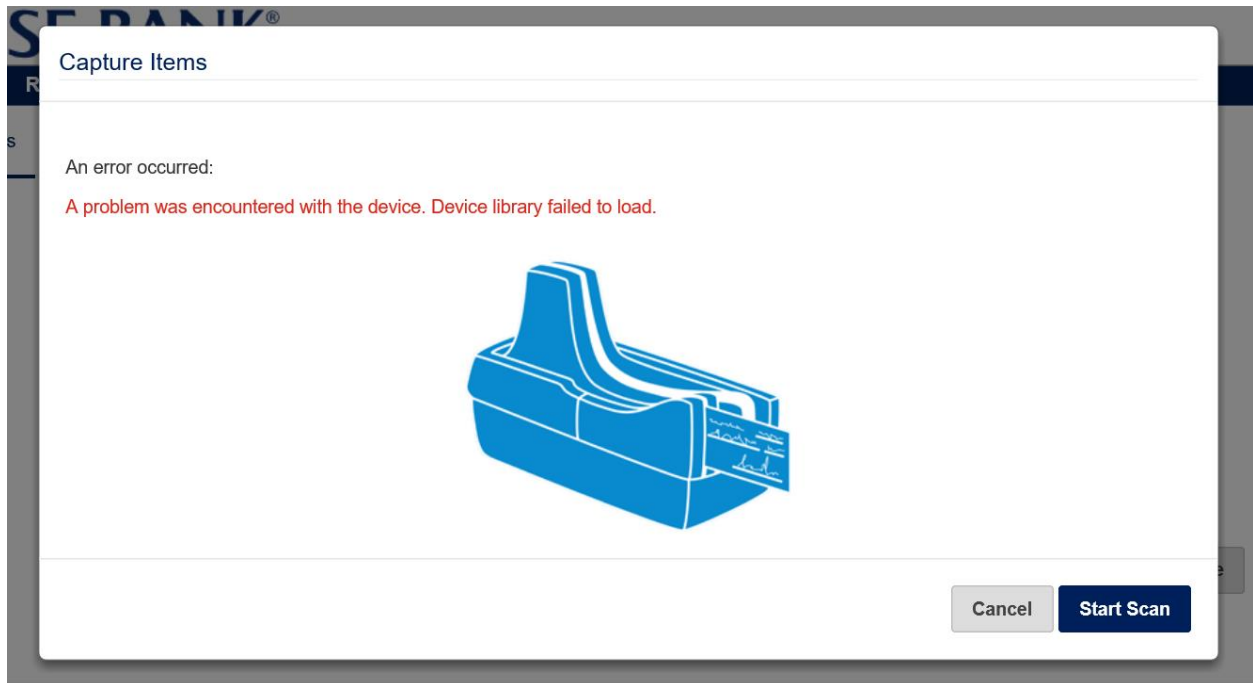 BANK®
Capture Items
An error occurred:
A problem was encountered with the device. Device library failed to load.
Cancel
Start Scan